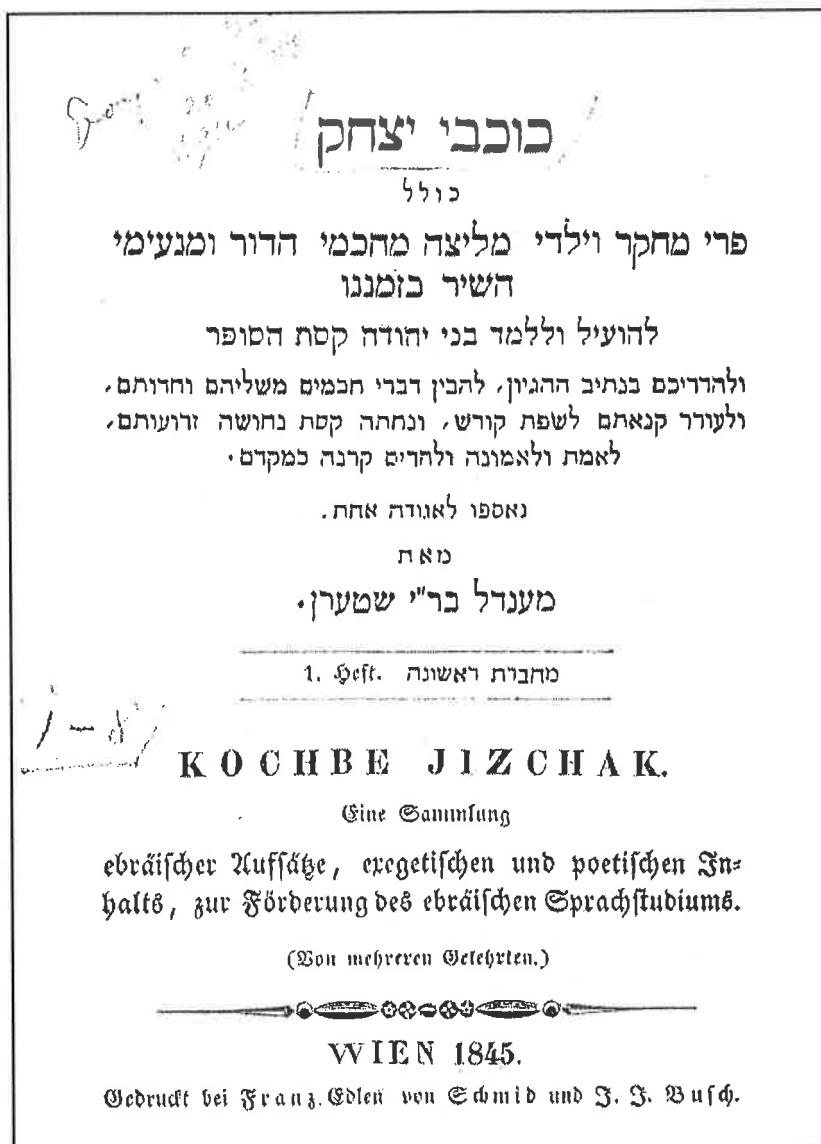 כוכבי יצחק
כולל
פרי מחקר וילדי מליצה מחכמי הדור ומנעימי
השיר בזמננו
להועיל וללמד בני יהודה קסת הסופר
ולהדריכם בנתיב ההגיון, להבין דברי חכמים משליהם וחדותם,
ולעודר קנאתם לשפת קודש, ונחתה קשת נחושה זרועותם,
לאמת ולאמונה ולהרים קרנה כמקדם.
נאספו לאגודה אחת.
מאת
מענדל בר"י שטערן.
1. Heft. מחברת ראשונה
1-8
KOCHBE JIZCHAK.
Eine Sammlung
ebräischer Aufsätze, exegetischen und poetischen In=
halts, zur Förderung des ebräischen Sprachstudiums.
(Von mehreren Gelehrten.)
WIEN 1845.
Gedruckt bei Franz. Edlen von Schmid und J. J. Busch.